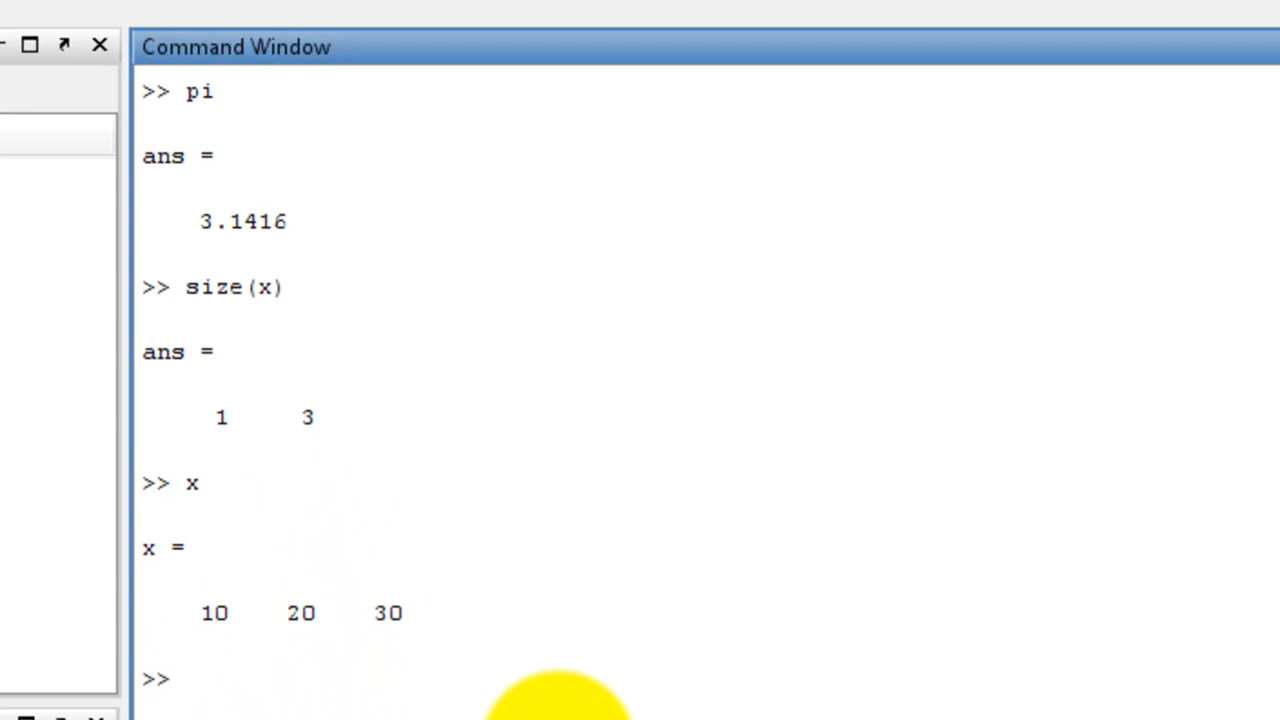 Command Window
>> pi
ans =
3.1416
>> size(x)
ans =
1 3
>> x
x =
10 20 30
>>